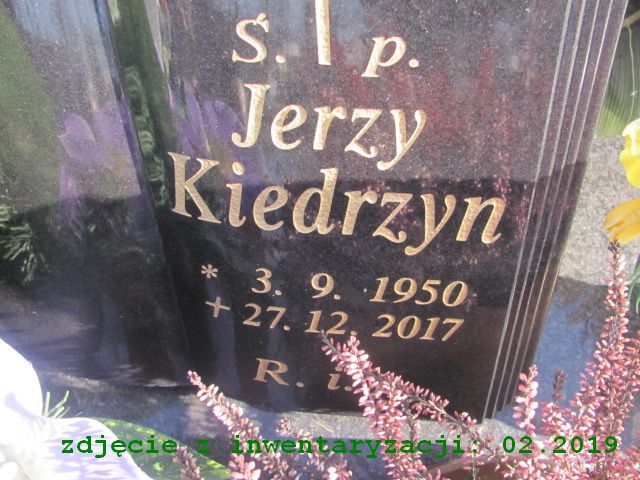 Ś. p.
Jerzy
Kiedrzyn
* 3. 9. 1950
+ 27. 12. 2017
R. i.
zdjęcie z inwentaryzacji: 02.2019